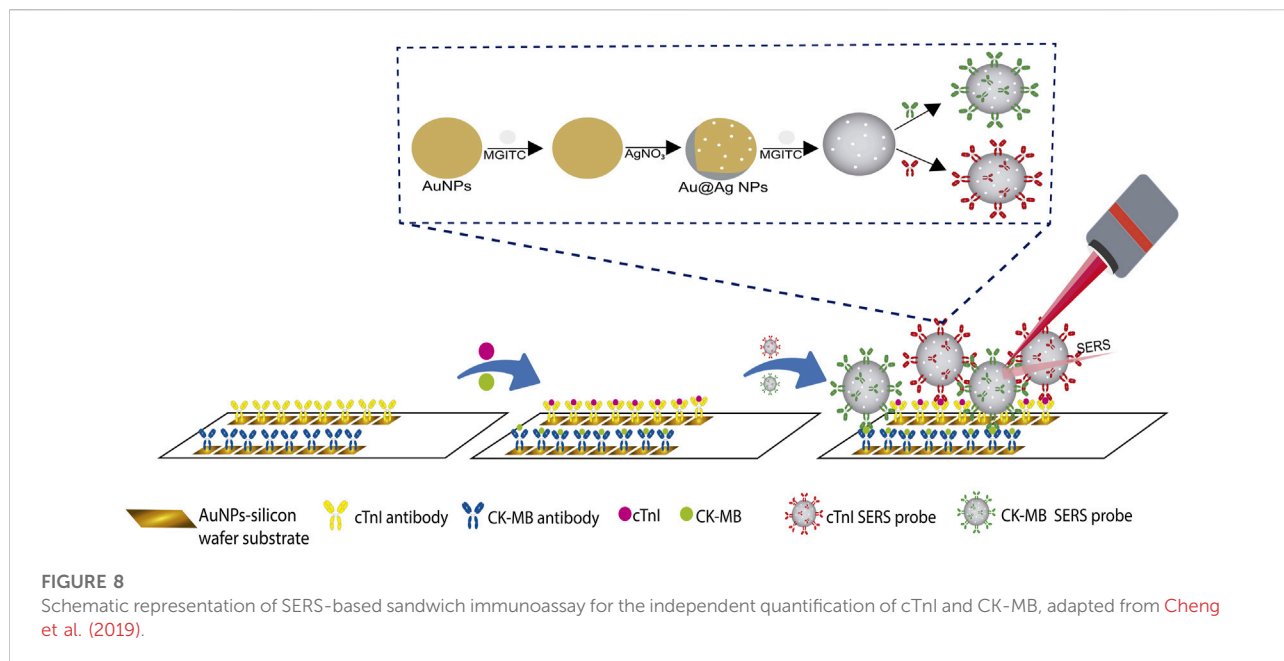 MGITC
AgNO₃
MGITC
AuNPs
Au@Ag NPs
SERS
AuNPs-silicon
wafer substrate
cTnI antibody
CK-MB antibody
cTnI
CK-MB
cTnI SERS probe
CK-MB SERS probe
FIGURE 8
Schematic representation of SERS-based sandwich immunoassay for the independent quantification of cTnI and CK-MB, adapted from Cheng
et al. (2019).